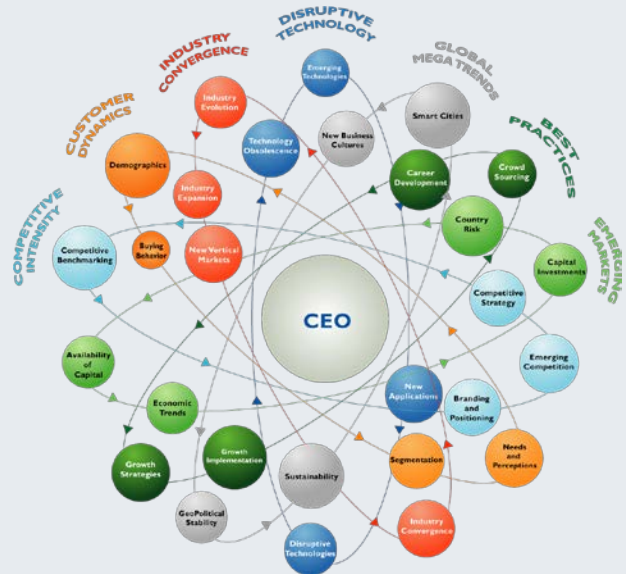 DISRUPTIVE
TECHNOLOGY
INDUSTRY
CONVERGENCE
GLOBAL
MEGA TRENDS
CUSTOMER
DYNAMICS
BEST
PRACTICES
COMPETITIVE
INTENSITY
EMERGING
MARKETS
Emerging
Technologies
Industry
Evolution
Smart Cities
Technology
Obsolescence
New Business
Cultures
Demographics
Career
Development
Crowd
Sourcing
Industry
Expansion
Country
Risk
Competitive
Benchmarking
Buying
Behavior
New Vertical
Markets
Capital
Investments
Competitive
Strategy
CEO
Availability
of
Capital
Emerging
Competition
Economic
Trends
New
Applications
Branding
and
Positioning
Growth
Strategies
Growth
Implementation
Sustainability
Segmentation
Needs
and
Perceptions
GeoPolitical
Stability
Disruptive
Technologies
Industry
Convergence